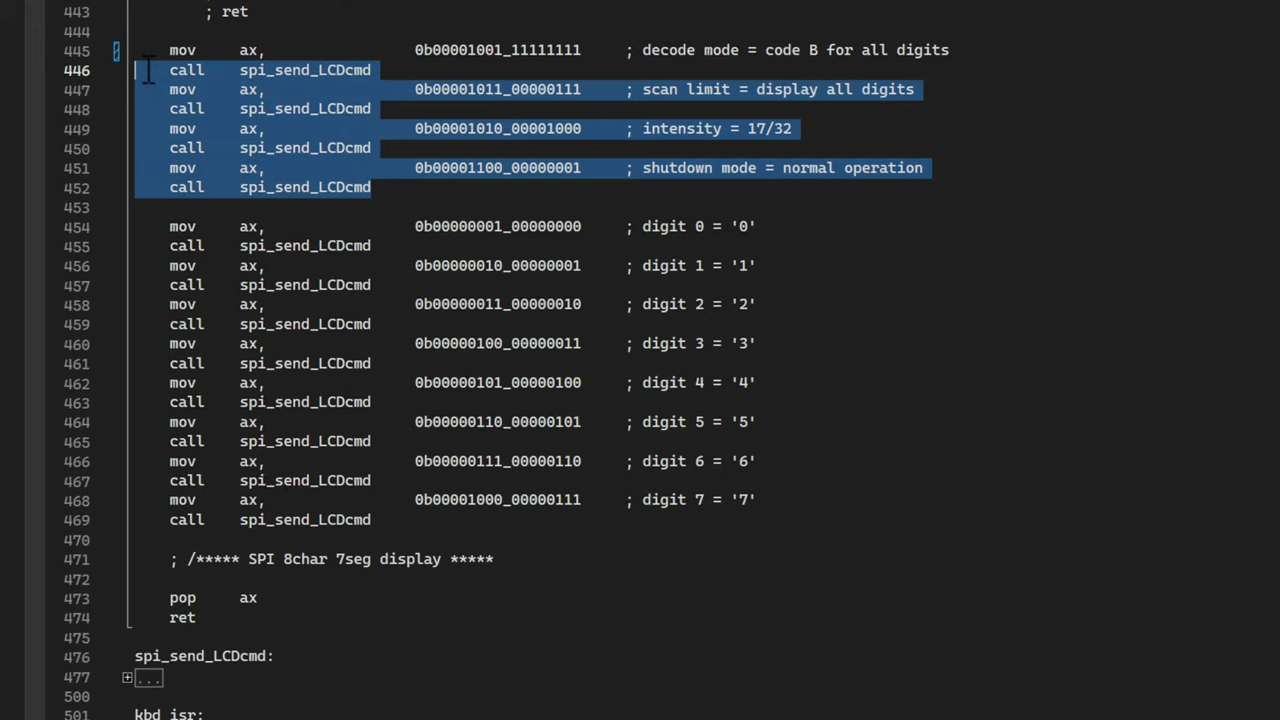 443 ; ret
444
445 mov ax, 0b00001001_11111111 ; decode mode = code B for all digits
446 call spi_send_LCDcmd
447 mov ax, 0b00001011_00000111 ; scan limit = display all digits
448 call spi_send_LCDcmd
449 mov ax, 0b00001010_00001000 ; intensity = 17/32
450 call spi_send_LCDcmd
451 mov ax, 0b00001100_00000001 ; shutdown mode = normal operation
452 call spi_send_LCDcmd
453
454 mov ax, 0b00000001_00000000 ; digit 0 = '0'
455 call spi_send_LCDcmd
456 mov ax, 0b00000010_00000001 ; digit 1 = '1'
457 call spi_send_LCDcmd
458 mov ax, 0b00000011_00000010 ; digit 2 = '2'
459 call spi_send_LCDcmd
460 mov ax, 0b00000100_00000011 ; digit 3 = '3'
461 call spi_send_LCDcmd
462 mov ax, 0b00000101_00000100 ; digit 4 = '4'
463 call spi_send_LCDcmd
464 mov ax, 0b00000110_00000101 ; digit 5 = '5'
465 call spi_send_LCDcmd
466 mov ax, 0b00000111_00000110 ; digit 6 = '6'
467 call spi_send_LCDcmd
468 mov ax, 0b00001000_00000111 ; digit 7 = '7'
469 call spi_send_LCDcmd
470
471 ; /***** SPI 8char 7seg display *****
472
473 pop ax
474 ret
475
476 spi_send_LCDcmd:
477 ...
500
501 kbd_isr: